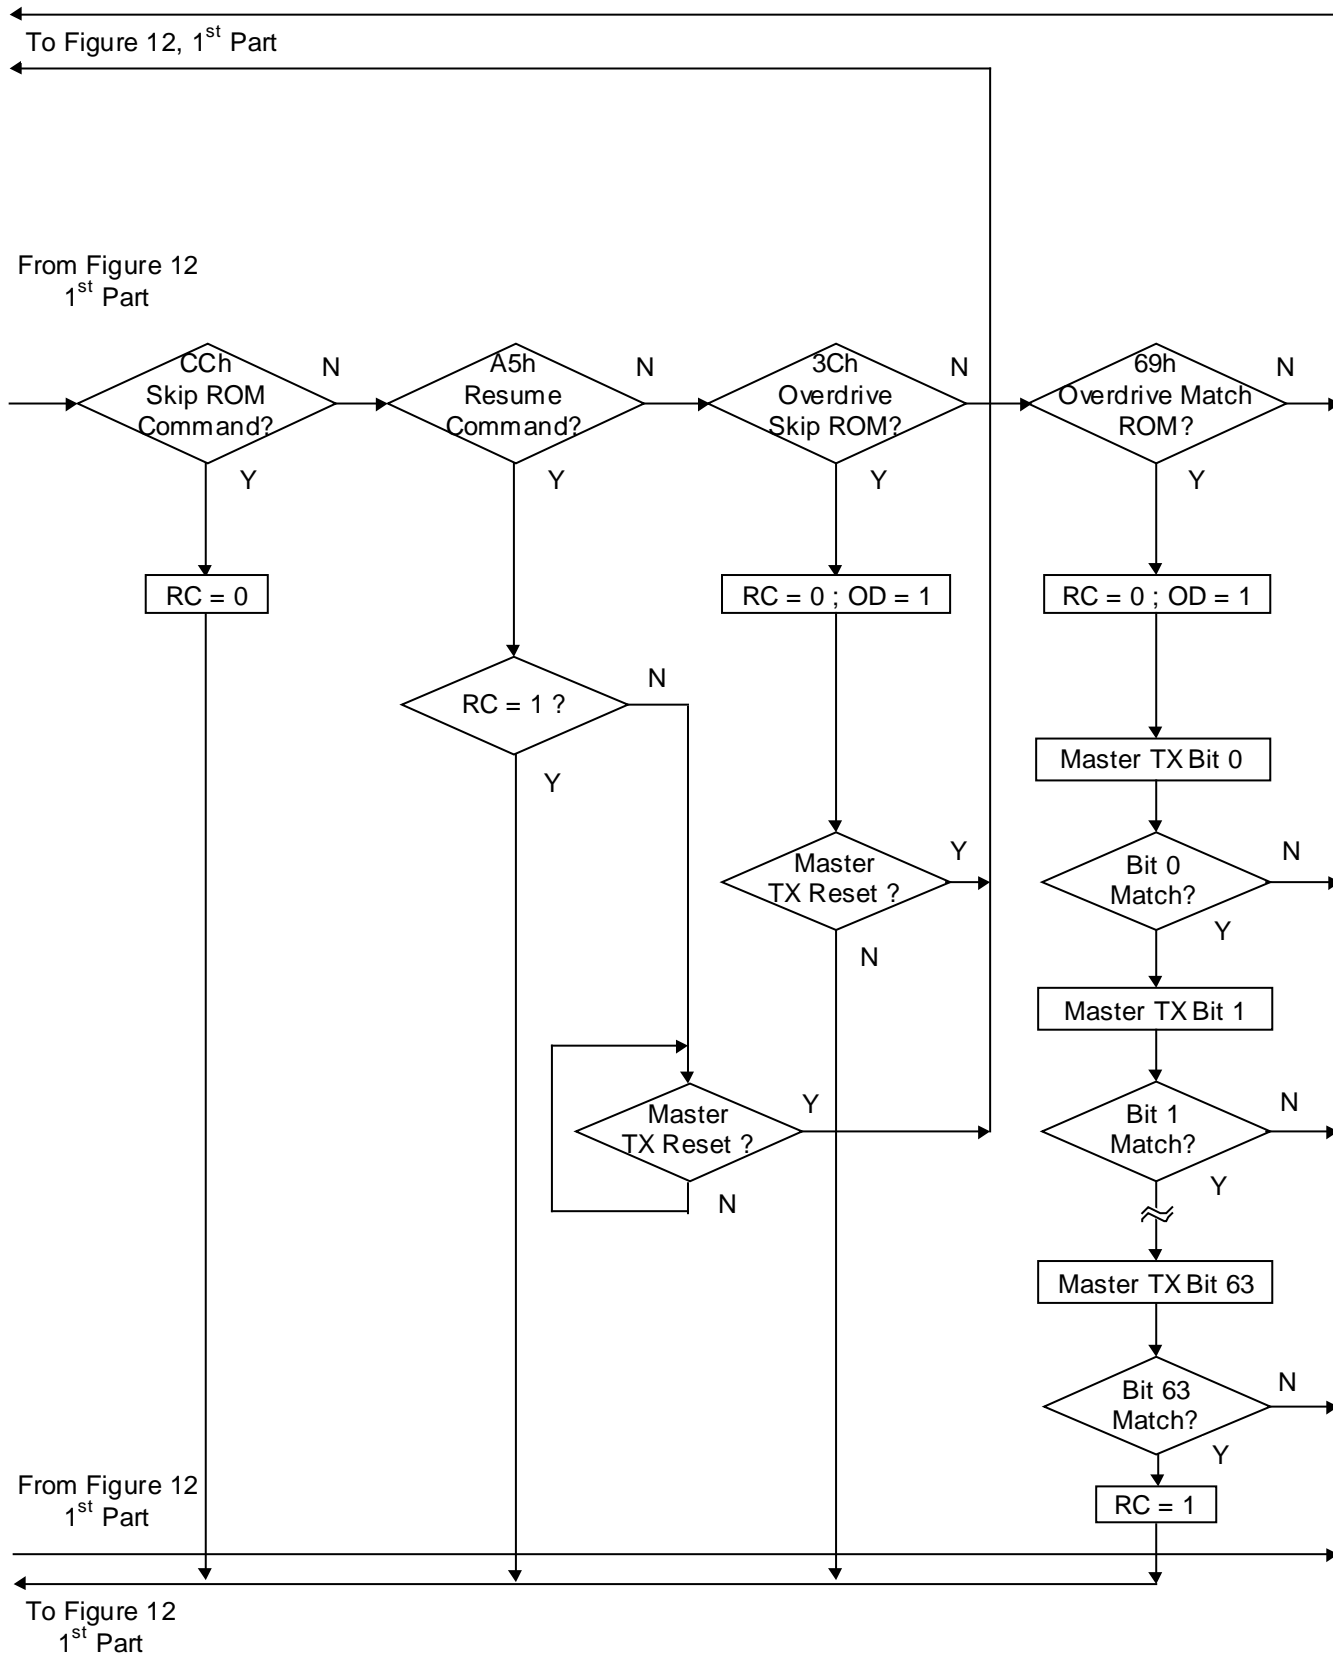 To Figure 12, 1st Part
From Figure 12
1st Part
CCh
Skip ROM
Command?
N
Y
A5h
Resume
Command?
N
Y
3Ch
Overdrive
Skip ROM?
N
Y
69h
Overdrive Match
ROM?
N
Y
RC = 0
RC = 0 ; OD = 1
RC = 0 ; OD = 1
RC = 1 ?
N
Y
Master TX Bit 0
Master
TX Reset ?
Y
N
Bit 0
Match?
N
Y
Master TX Bit 1
Master
TX Reset ?
Y
N
Bit 1
Match?
N
Y
Master TX Bit 63
Bit 63
Match?
N
Y
RC = 1
From Figure 12
1st Part
To Figure 12
1st Part